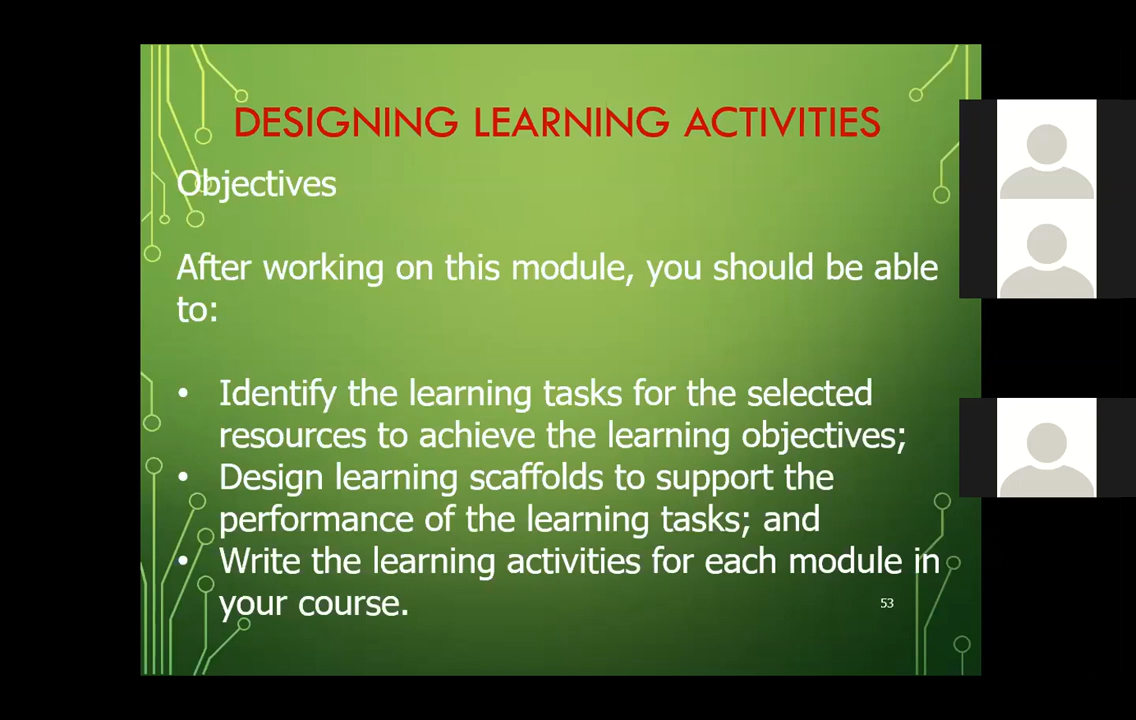 DESIGNING LEARNING ACTIVITIES
Objectives
After working on this module, you should be able
to:
• Identify the learning tasks for the selected
resources to achieve the learning objectives;
• Design learning scaffolds to support the
performance of the learning tasks; and
• Write the learning activities for each module in
your course.
53